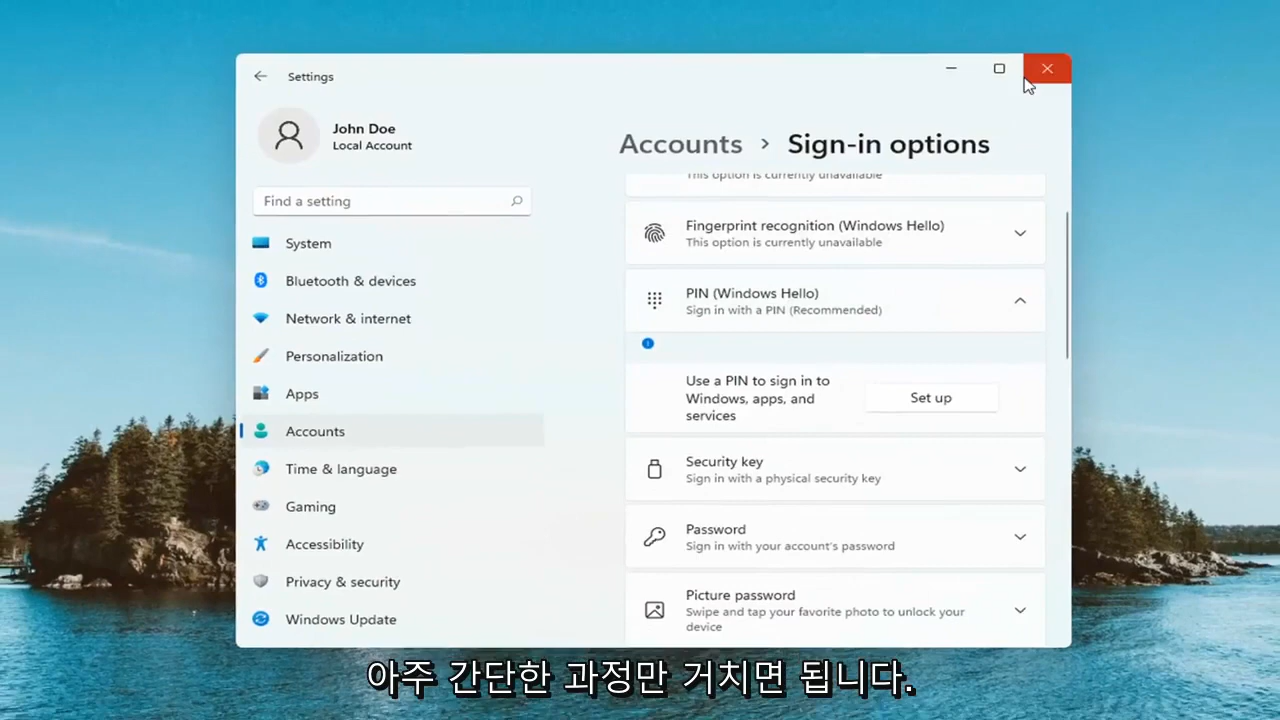 Settings
John Doe
Local Account
Find a setting
System
Bluetooth & devices
Network & internet
Personalization
Apps
Accounts
Time & language
Gaming
Accessibility
Privacy & security
Windows Update
Accounts > Sign-in options
This option is currently unavailable
Fingerprint recognition (Windows Hello)
This option is currently unavailable
PIN (Windows Hello)
Sign in with a PIN (Recommended)
Use a PIN to sign in to
Windows, apps, and
services
Set up
Security key
Sign in with a physical security key
Password
Sign in with your account's password
Picture password
Swipe and tap your favorite photo to unlock your
device
아주 간단한 과정만 거치면 됩니다.